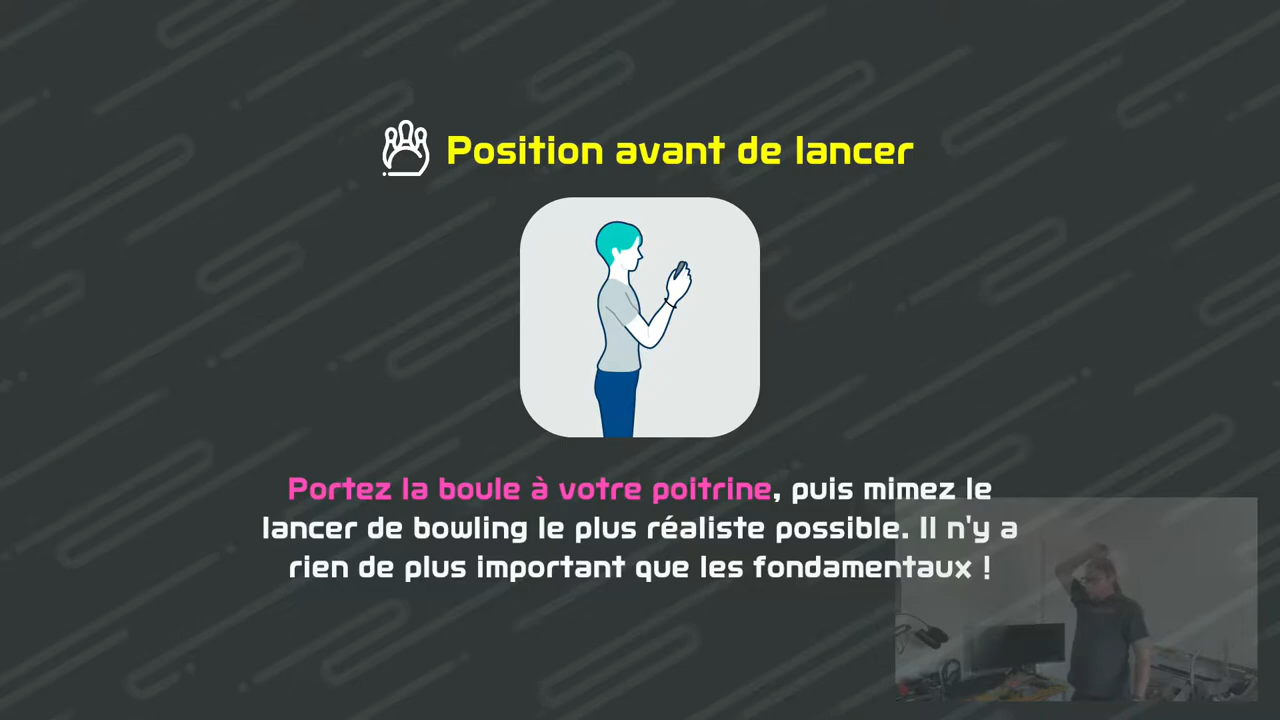 Position avant de lancer
Portez la boule à votre poitrine, puis mimez le
lancer de bowling le plus réaliste possible. Il n'y a
rien de plus important que les fondamentaux !